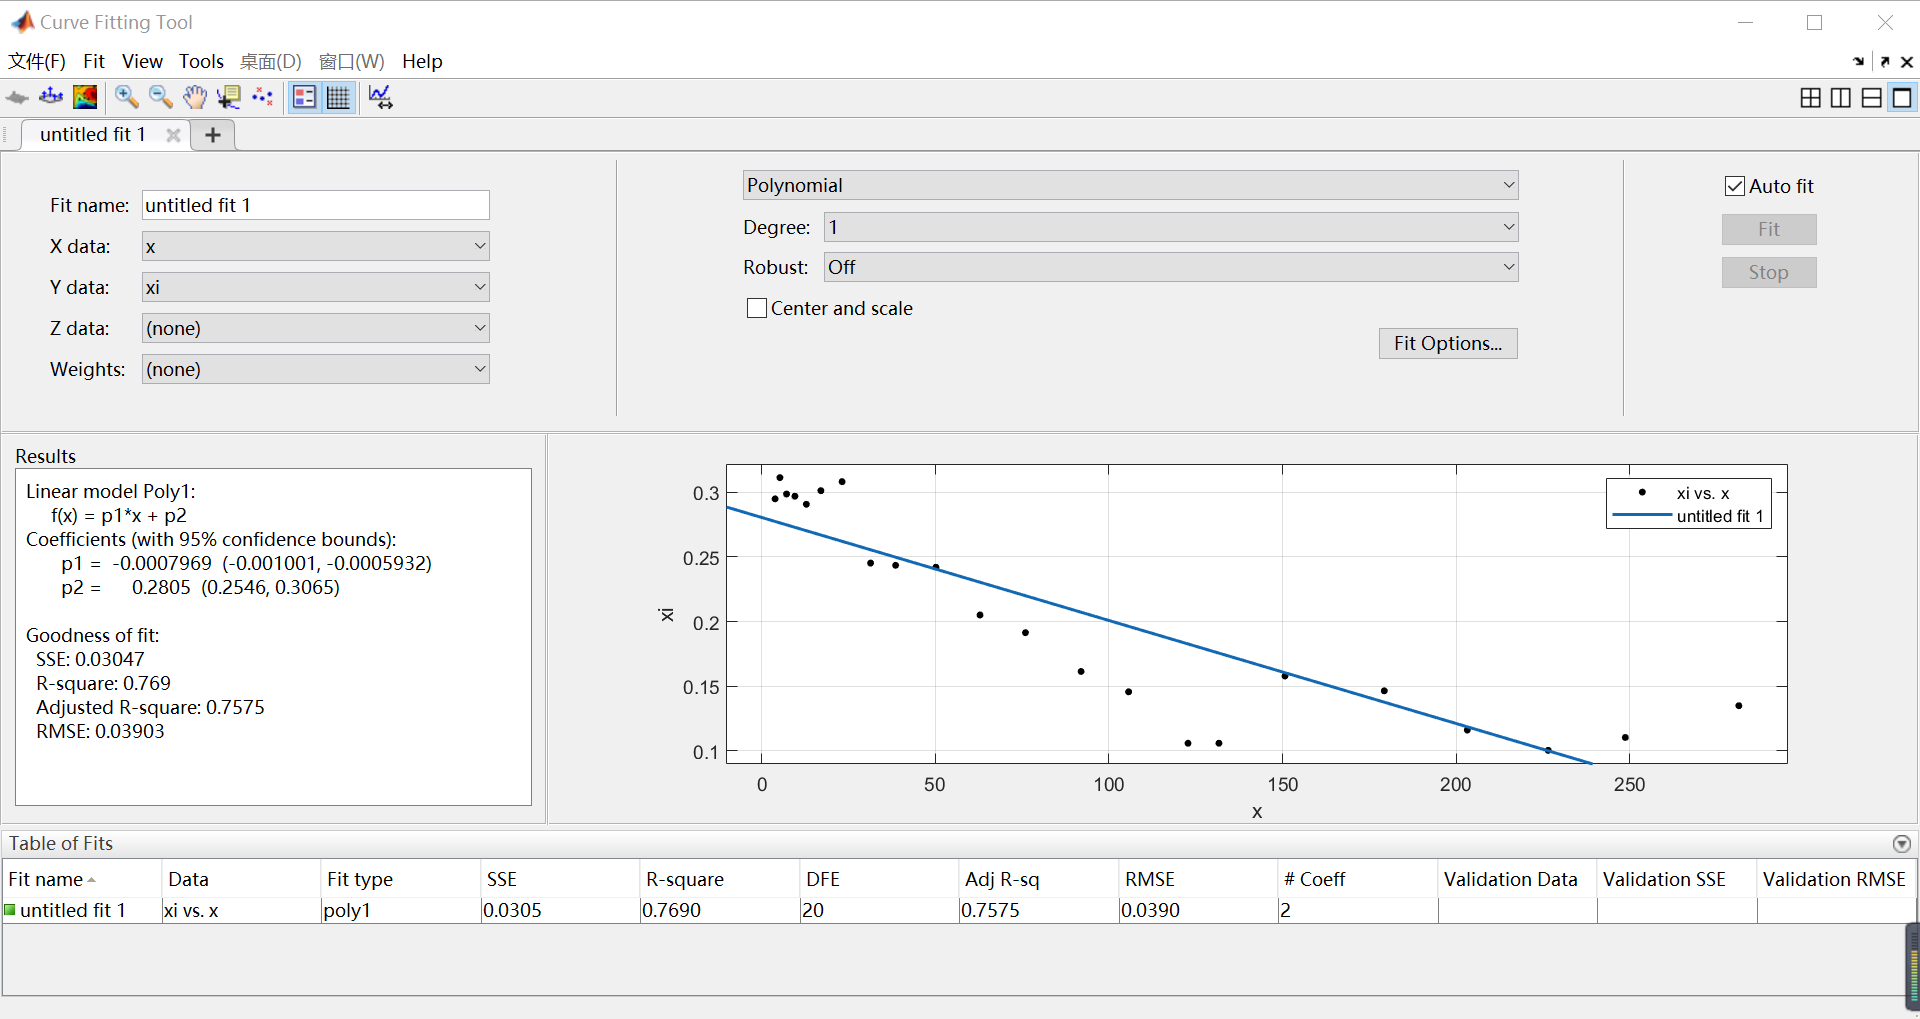 Curve Fitting Tool
文件(F) Fit View Tools 桌面(D) 窗口(W) Help
untitled fit 1
Fit name: untitled fit 1
X data: x
Y data: xi
Z data: (none)
Weights: (none)
Polynomial
Degree: 1
Robust: Off
Center and scale
Fit Options...
Auto fit
Fit
Stop
Results
Linear model Poly1:
f(x) = p1*x + p2
Coefficients (with 95% confidence bounds):
p1 = -0.0007969 (-0.001001, -0.0005932)
p2 = 0.2805 (0.2546, 0.3065)
Goodness of fit:
SSE: 0.03047
R-square: 0.769
Adjusted R-square: 0.7575
RMSE: 0.03903
xi
0.3
0.25
0.2
0.15
0.1
0 50 100 150 200 250
x
xi vs. x
untitled fit 1
Table of Fits
Fit name Data Fit type SSE R-square DFE Adj R-sq RMSE # Coeff Validation Data Validation SSE Validation RMSE
untitled fit 1 xi vs. x poly1 0.0305 0.7690 20 0.7575 0.0390 2